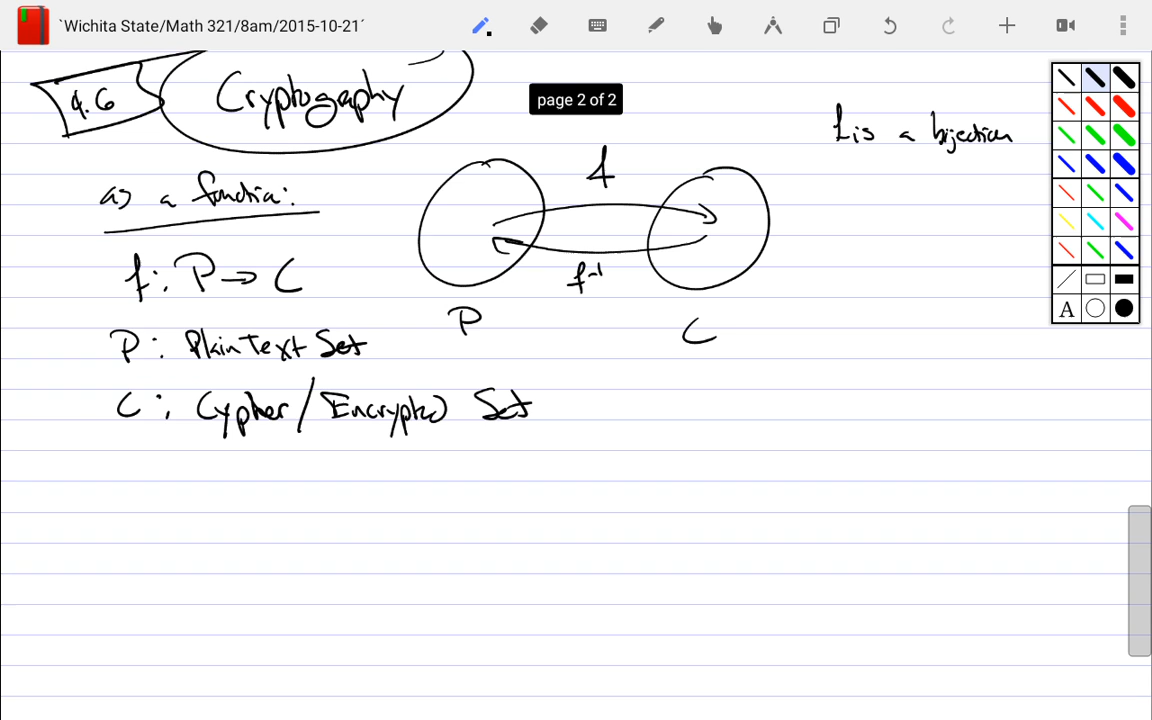 `Wichita State/Math 321/8am/2015-10-21´
4.6 Cryptography
page 2 of 2
f is a bijection
as a function:
f
f: P → C
f-1
P
C
P: Plain Text Set
C: Cypher/Encrypted Set
A